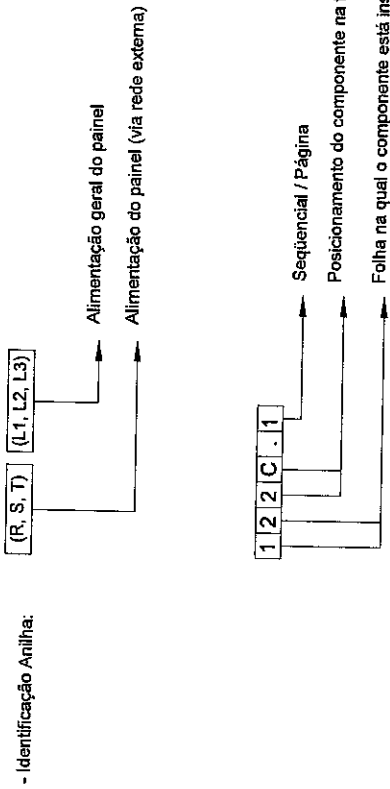 - Identificação Anilha:
(R, S, T) (L1, L2, L3)
Alimentação geral do painel
Alimentação do painel (via rede externa)
1 2 2 C . 1
Seqüencial / Página
Posicionamento do componente na
Folha na qual o componente está